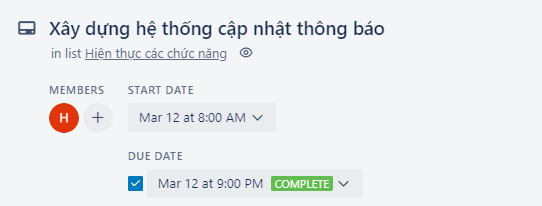 Xây dựng hệ thống cập nhật thông báo
in list Hiện thực các chức năng
MEMBERS
START DATE
H
Mar 12 at 8:00 AM
DUE DATE
Mar 12 at 9:00 PM COMPLETE